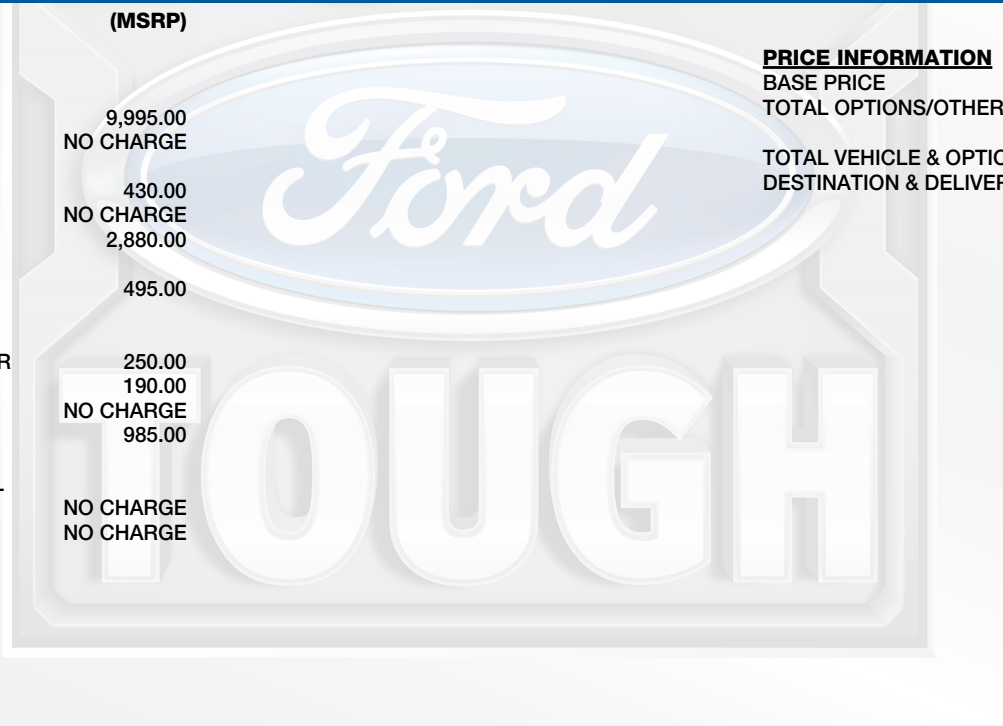 (MSRP)
9,995.00
NO CHARGE
430.00
NO CHARGE
2,880.00
495.00
R
250.00
190.00
NO CHARGE
985.00
NO CHARGE
NO CHARGE
PRICE INFORMATION
BASE PRICE
TOTAL OPTIONS/OTHER
TOTAL VEHICLE & OPTIO
DESTINATION & DELIVER
Ford
TOUGH